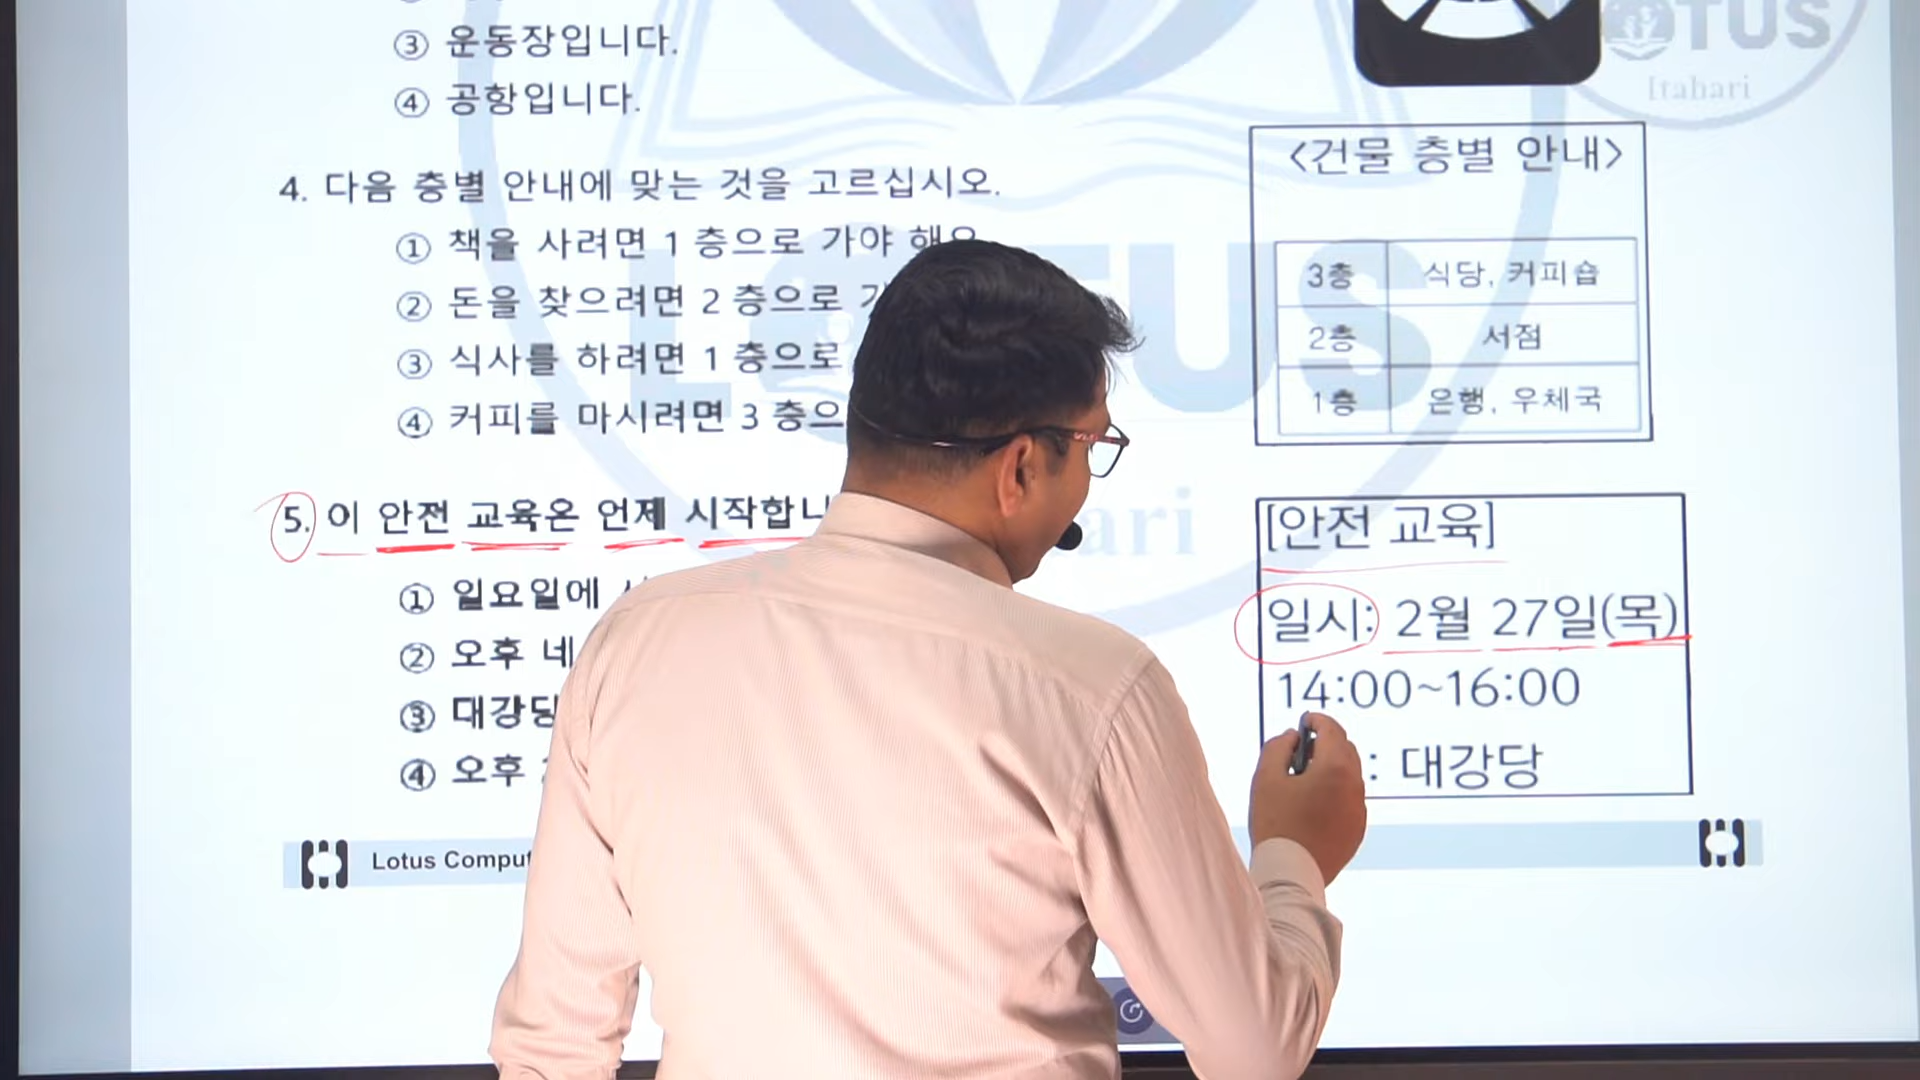 ③ 운동장입니다.
④ 공항입니다.
LOTUS
Itahari
4. 다음 층별 안내에 맞는 것을 고르십시오.
① 책을 사려면 1 층으로 가야 해요
② 돈을 찾으려면 2 층으로
③ 식사를 하려면 1 층으로
④ 커피를 마시려면 3 층으
<건물 층별 안내>
3층 식당, 커피숍
2층 서점
1층 은행, 우체국
5. 이 안전 교육은 언제 시작합니
① 일요일에
② 오후 네
③ 대강당
④ 오후
[안전 교육]
일시: 2월 27일(목)
14:00~16:00
: 대강당
Lotus Comput